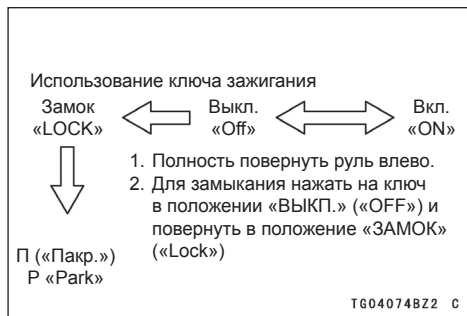 Использование ключа зажигания
Замок Выкл. Вкл.
«LOCK» «Off» «ON»
1. Полность повернуть руль влево.
2. Для замыкания нажать на ключ
в положении «ВЫКП.» («OFF») и
повернуть в положение «ЗАМОК»
(«Lock»)
П («Пакр.»)
P «Park»
TG04074BZ2 C